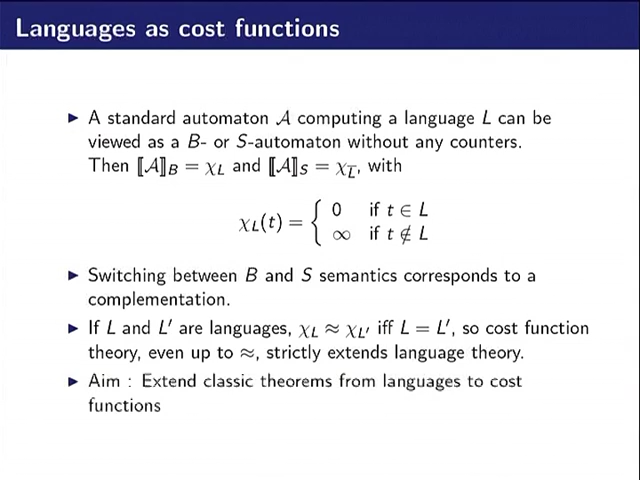 Languages as cost functions
▶ A standard automaton 𝒜 computing a language L can be
viewed as a B- or S-automaton without any counters.
Then ⟦𝒜⟧_B = χ_L and ⟦𝒜⟧_S = χ_L̅, with
χ_L(t) = { 0 if t ∈ L
∞ if t ∉ L
▶ Switching between B and S semantics corresponds to a
complementation.
▶ If L and L′ are languages, χ_L ≈ χ_L′ iff L = L′, so cost function
theory, even up to ≈, strictly extends language theory.
▶ Aim : Extend classic theorems from languages to cost
functions